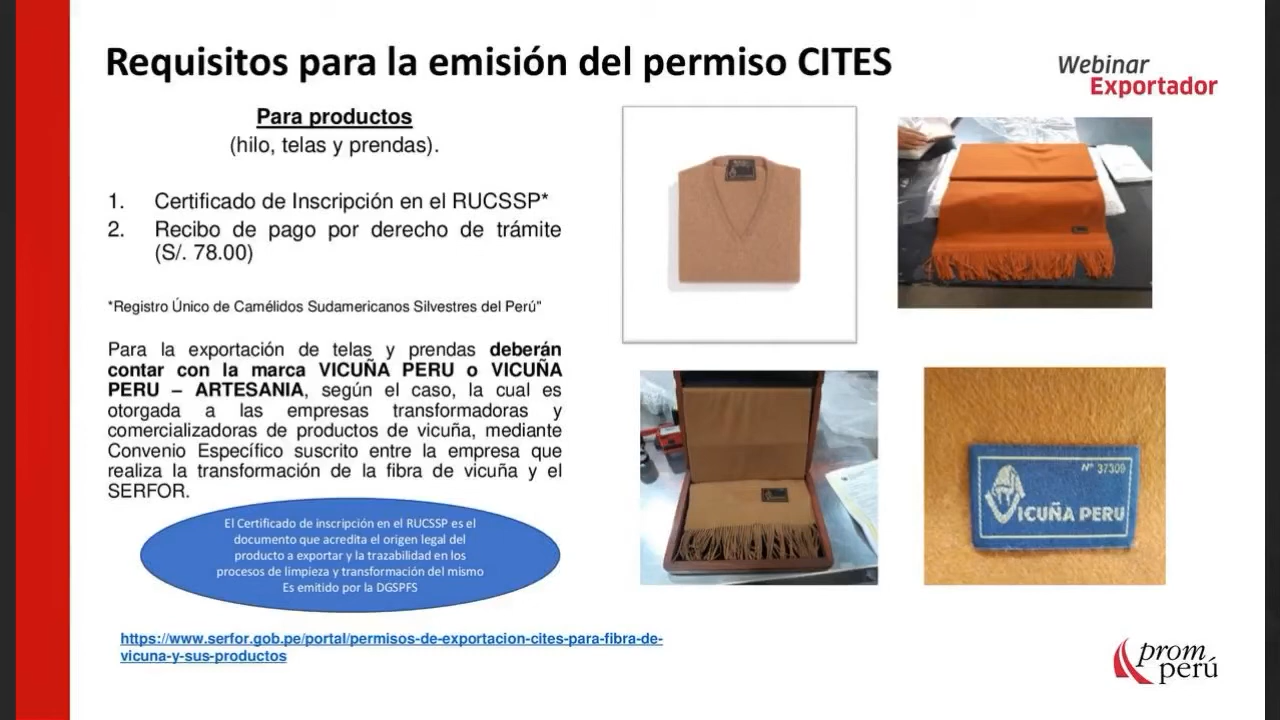 Requisitos para la emisión del permiso CITES
Webinar
Exportador
Para productos
(hilo, telas y prendas).
1. Certificado de Inscripción en el RUCSSP*
2. Recibo de pago por derecho de trámite
(S/. 78.00)
*Registro Único de Camélidos Sudamericanos Silvestres del Perú"
Para la exportación de telas y prendas deberán
contar con la marca VICUÑA PERU o VICUÑA
PERU – ARTESANIA, según el caso, la cual es
otorgada a las empresas transformadoras y
comercializadoras de productos de vicuña, mediante
Convenio Específico suscrito entre la empresa que
realiza la transformación de la fibra de vicuña y el
SERFOR.
El Certificado de inscripción en el RUCSSP es el
documento que acredita el origen legal del
producto a exportar y la trazabilidad en los
procesos de limpieza y transformación del mismo
Es emitido por la DGSPFS
https://www.serfor.gob.pe/portal/permisos-de-exportacion-cites-para-fibra-de-
vicuna-y-sus-productos
Nº 37309
VICUÑA PERU
prom
perú